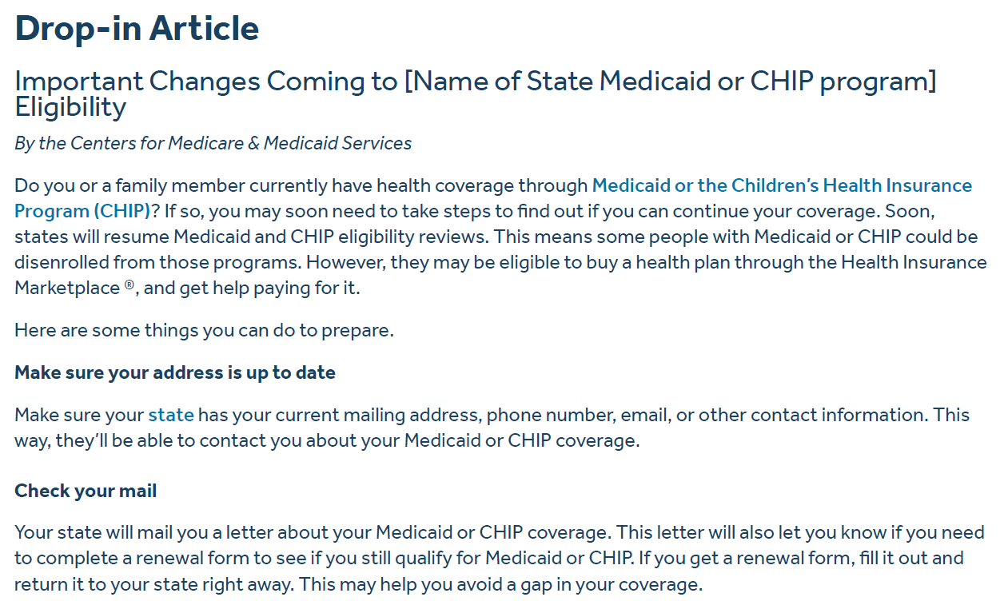 Drop-in Article
Important Changes Coming to [Name of State Medicaid or CHIP program]
Eligibility
By the Centers for Medicare & Medicaid Services
Do you or a family member currently have health coverage through Medicaid or the Children’s Health Insurance
Program (CHIP)? If so, you may soon need to take steps to find out if you can continue your coverage. Soon,
states will resume Medicaid and CHIP eligibility reviews. This means some people with Medicaid or CHIP could be
disenrolled from those programs. However, they may be eligible to buy a health plan through the Health Insurance
Marketplace ®, and get help paying for it.
Here are some things you can do to prepare.
Make sure your address is up to date
Make sure your state has your current mailing address, phone number, email, or other contact information. This
way, they’ll be able to contact you about your Medicaid or CHIP coverage.
Check your mail
Your state will mail you a letter about your Medicaid or CHIP coverage. This letter will also let you know if you need
to complete a renewal form to see if you still qualify for Medicaid or CHIP. If you get a renewal form, fill it out and
return it to your state right away. This may help you avoid a gap in your coverage.